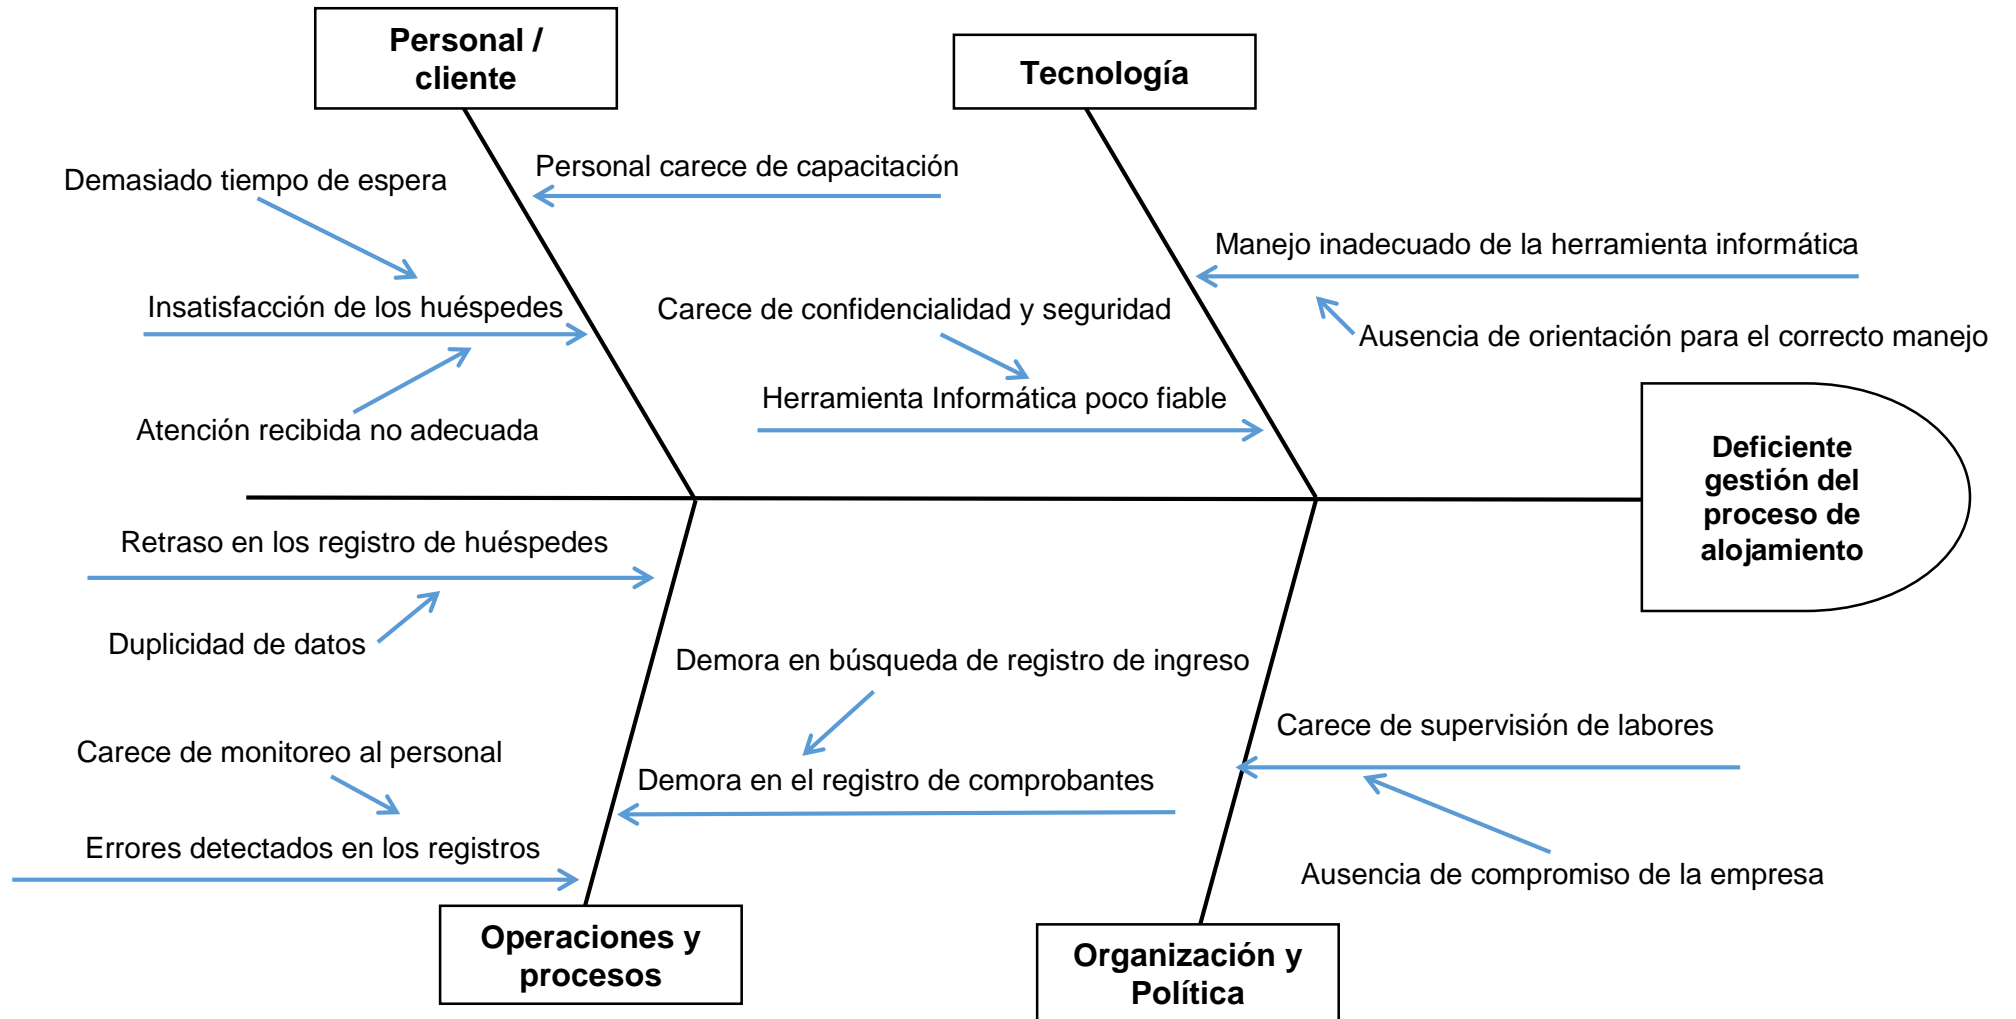 Personal /
cliente
Tecnología
Personal carece de capacitación
Demasiado tiempo de espera
Manejo inadecuado de la herramienta informática
Insatisfacción de los huéspedes
Carece de confidencialidad y seguridad
Ausencia de orientación para el correcto manejo
Herramienta Informática poco fiable
Atención recibida no adecuada
Deficiente
gestión del
proceso de
alojamiento
Retraso en los registro de huéspedes
Duplicidad de datos
Demora en búsqueda de registro de ingreso
Carece de supervisión de labores
Carece de monitoreo al personal
Demora en el registro de comprobantes
Errores detectados en los registros
Ausencia de compromiso de la empresa
Operaciones y
procesos
Organización y
Política